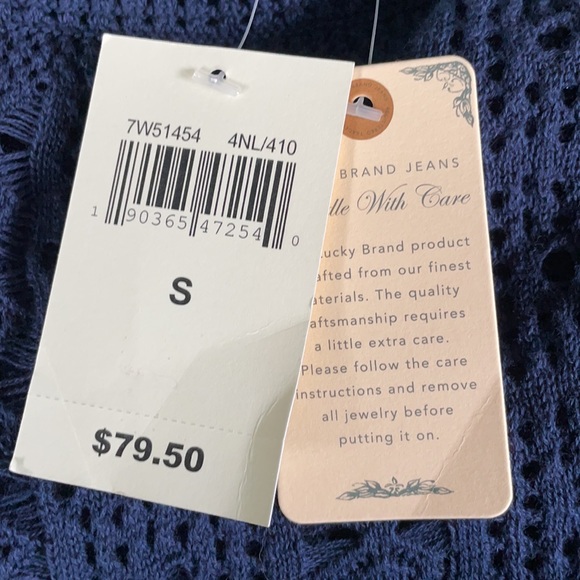 7W51454 4NL/410
1 90365 47254 0
S
$79.50
BRAND JEANS
With Care
ucky Brand product
afted from our finest
aterials. The quality
aftsmanship requires
a little extra care.
Please follow the care
instructions and remove
all jewelry before
putting it on.